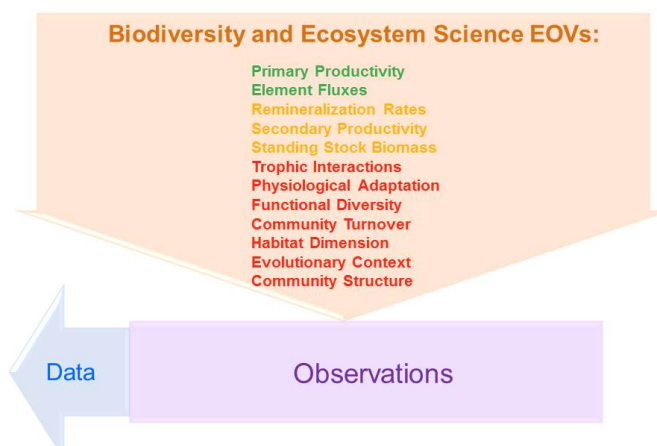 Biodiversity and Ecosystem Science EOVs:
Primary Productivity
Element Fluxes
Remineralization Rates
Secondary Productivity
Standing Stock Biomass
Trophic Interactions
Physiological Adaptation
Functional Diversity
Community Turnover
Habitat Dimension
Evolutionary Context
Community Structure
Data
Observations